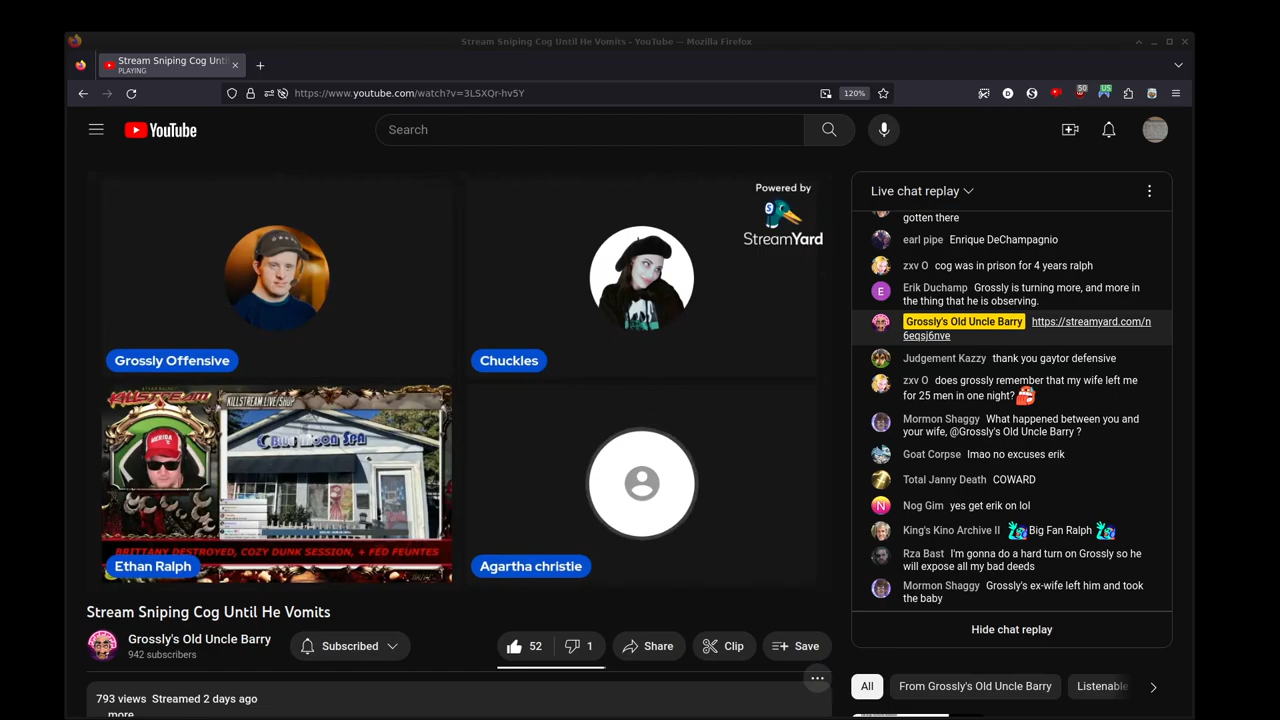 Stream Sniping Cog Until He Vomits - YouTube — Mozilla Firefox
Stream Sniping Cog Unti
PLAYING
https://www.youtube.com/watch?v=3LSXQr-hv5Y
120%
50
US
YouTube
Search
Powered by
StreamYard
Grossly Offensive
Chuckles
KILLSTREAM
KILLSTREAM.LIVE/SHOP
MERIDA
BLUE MOON SPA
BRITTANY DESTROYED, COZY DUNK SESSION, + FED FEUNTES
Ethan Ralph
Agartha christie
Stream Sniping Cog Until He Vomits
Grossly's Old Uncle Barry
942 subscribers
Subscribed
52
1
Share
Clip
Save
793 views Streamed 2 days ago
more
Live chat replay
gotten there
earl pipe Enrique DeChampagnio
zxv O cog was in prison for 4 years ralph
Erik Duchamp Grossly is turning more, and more in
the thing that he is observing.
Grossly's Old Uncle Barry https://streamyard.com/n
6eqsj6nve
Judgement Kazzy thank you gaytor defensive
zxv O does grossly remember that my wife left me
for 25 men in one night?
Mormon Shaggy What happened between you and
your wife, @Grossly's Old Uncle Barry ?
Goat Corpse lmao no excuses erik
Total Janny Death COWARD
Nog Gim yes get erik on lol
King's Kino Archive II Big Fan Ralph
Rza Bast I'm gonna do a hard turn on Grossly so he
will expose all my bad deeds
Mormon Shaggy Grossly's ex-wife left him and took
the baby
Hide chat replay
All
From Grossly's Old Uncle Barry
Listenable